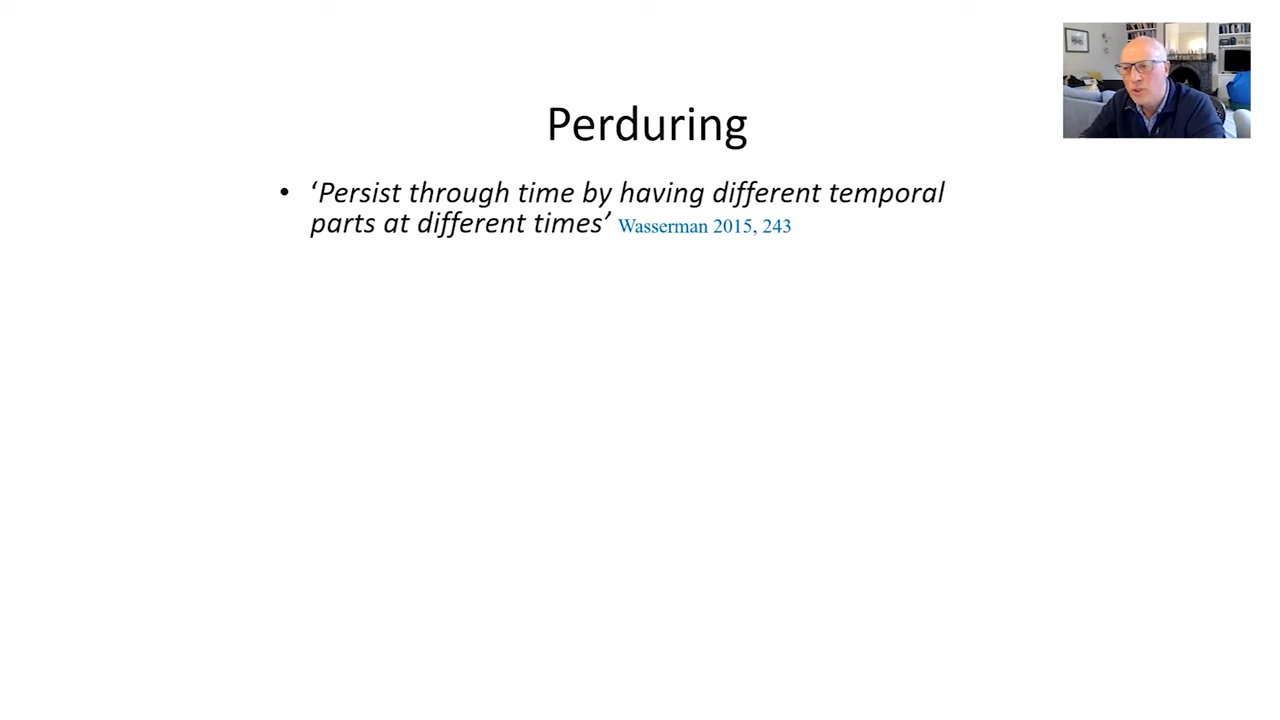 Perduring
• ‘Persist through time by having different temporal
parts at different times’ Wasserman 2015, 243